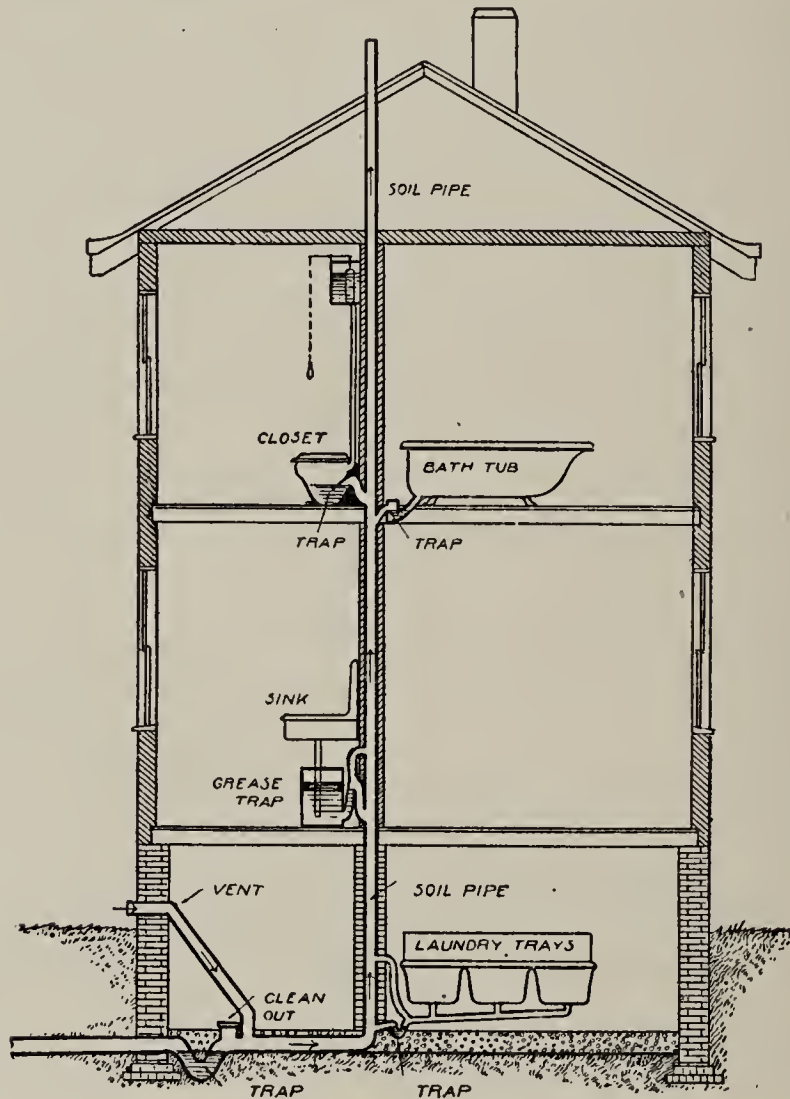 SOIL PIPE
CLOSET
BATH TUB
TRAP
TRAP
SINK
GREASE
TRAP
VENT
SOIL PIPE
LAUNDRY TRAYS
CLEAN
OUT
TRAP
TRAP